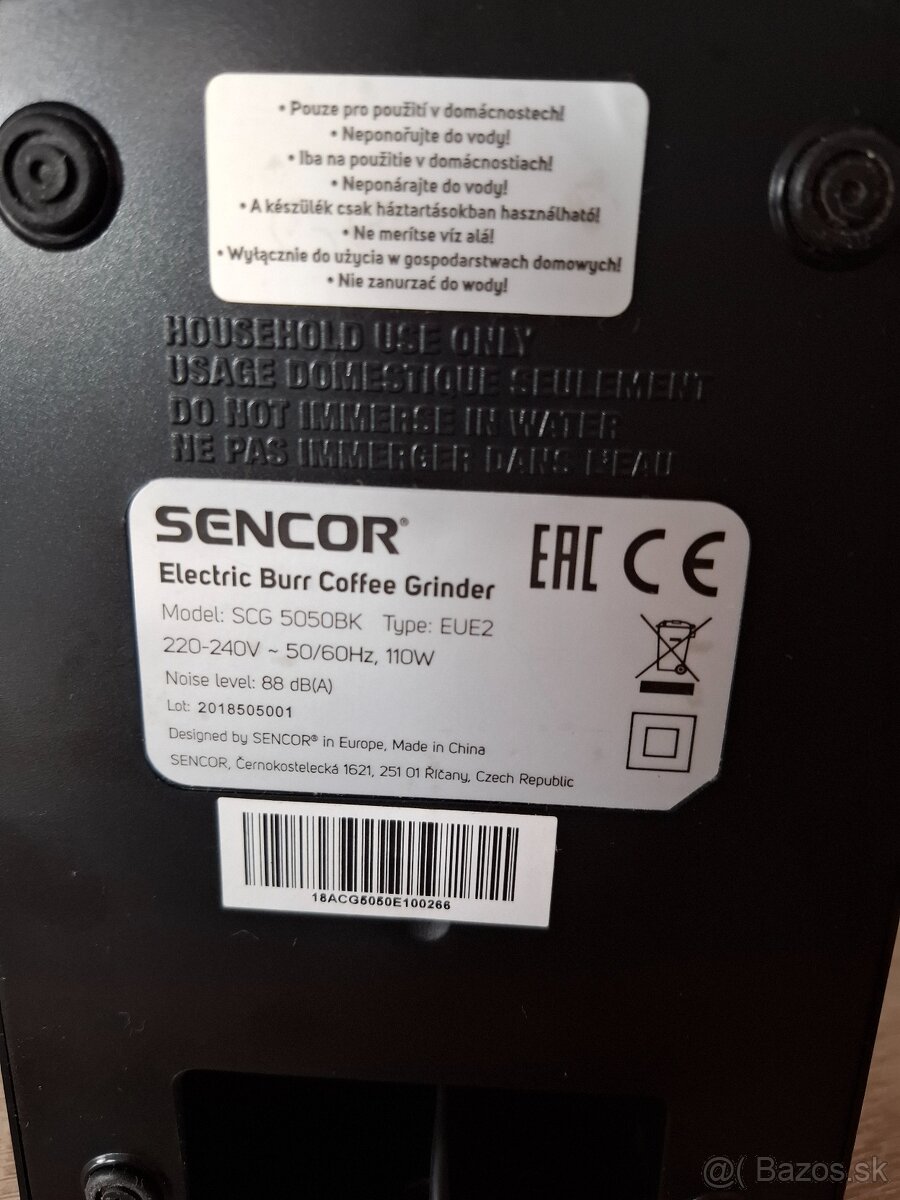 • Pouze pro použití v domácnostech!
• Neponořujte do vody!
• Iba na použitie v domácnostiach!
• Neponárajte do vody!
• A készülék csak háztartásokban használható!
• Ne merítse víz alá!
• Wyłącznie do użycia w gospodarstwach domowych!
• Nie zanurzać do wody!
HOUSEHOLD USE ONLY
USAGE DOMESTIQUE SEULEMENT
DO NOT IMMERSE IN WATER
NE PAS IMMERGER DANS L'EAU
SENCOR®
Electric Burr Coffee Grinder
EAC CE
Model: SCG 5050BK Type: EUE2
220-240V ~ 50/60Hz, 110W
Noise level: 88 dB(A)
Lot: 2018505001
Designed by SENCOR® in Europe, Made in China
SENCOR, Černokostelecká 1621, 251 01 Říčany, Czech Republic
18ACG5050E100266
@( Bazos.sk